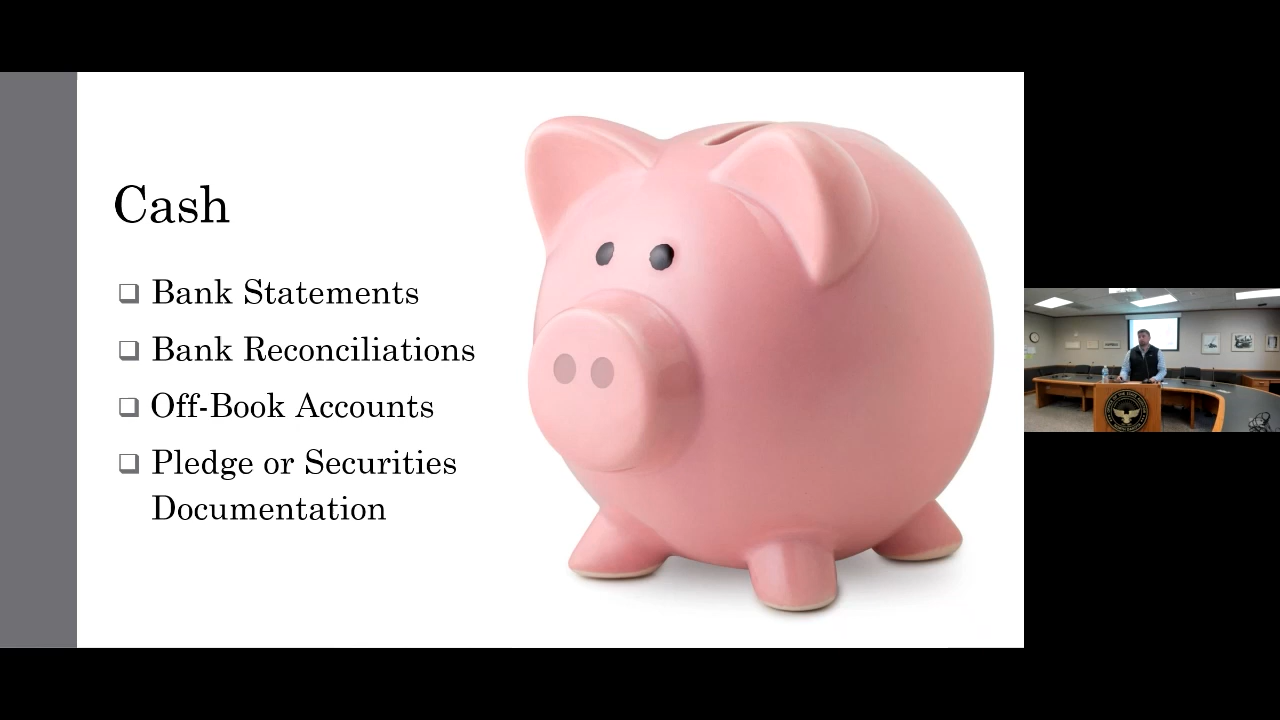 Cash
Bank Statements
Bank Reconciliations
Off-Book Accounts
Pledge or Securities
Documentation